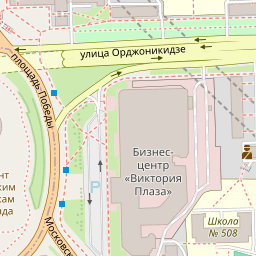 улица Орджоникидзе
площадь Победы
Бизнес-
центр
«Виктория
Плаза»
P
Московск
Школа
№ 508